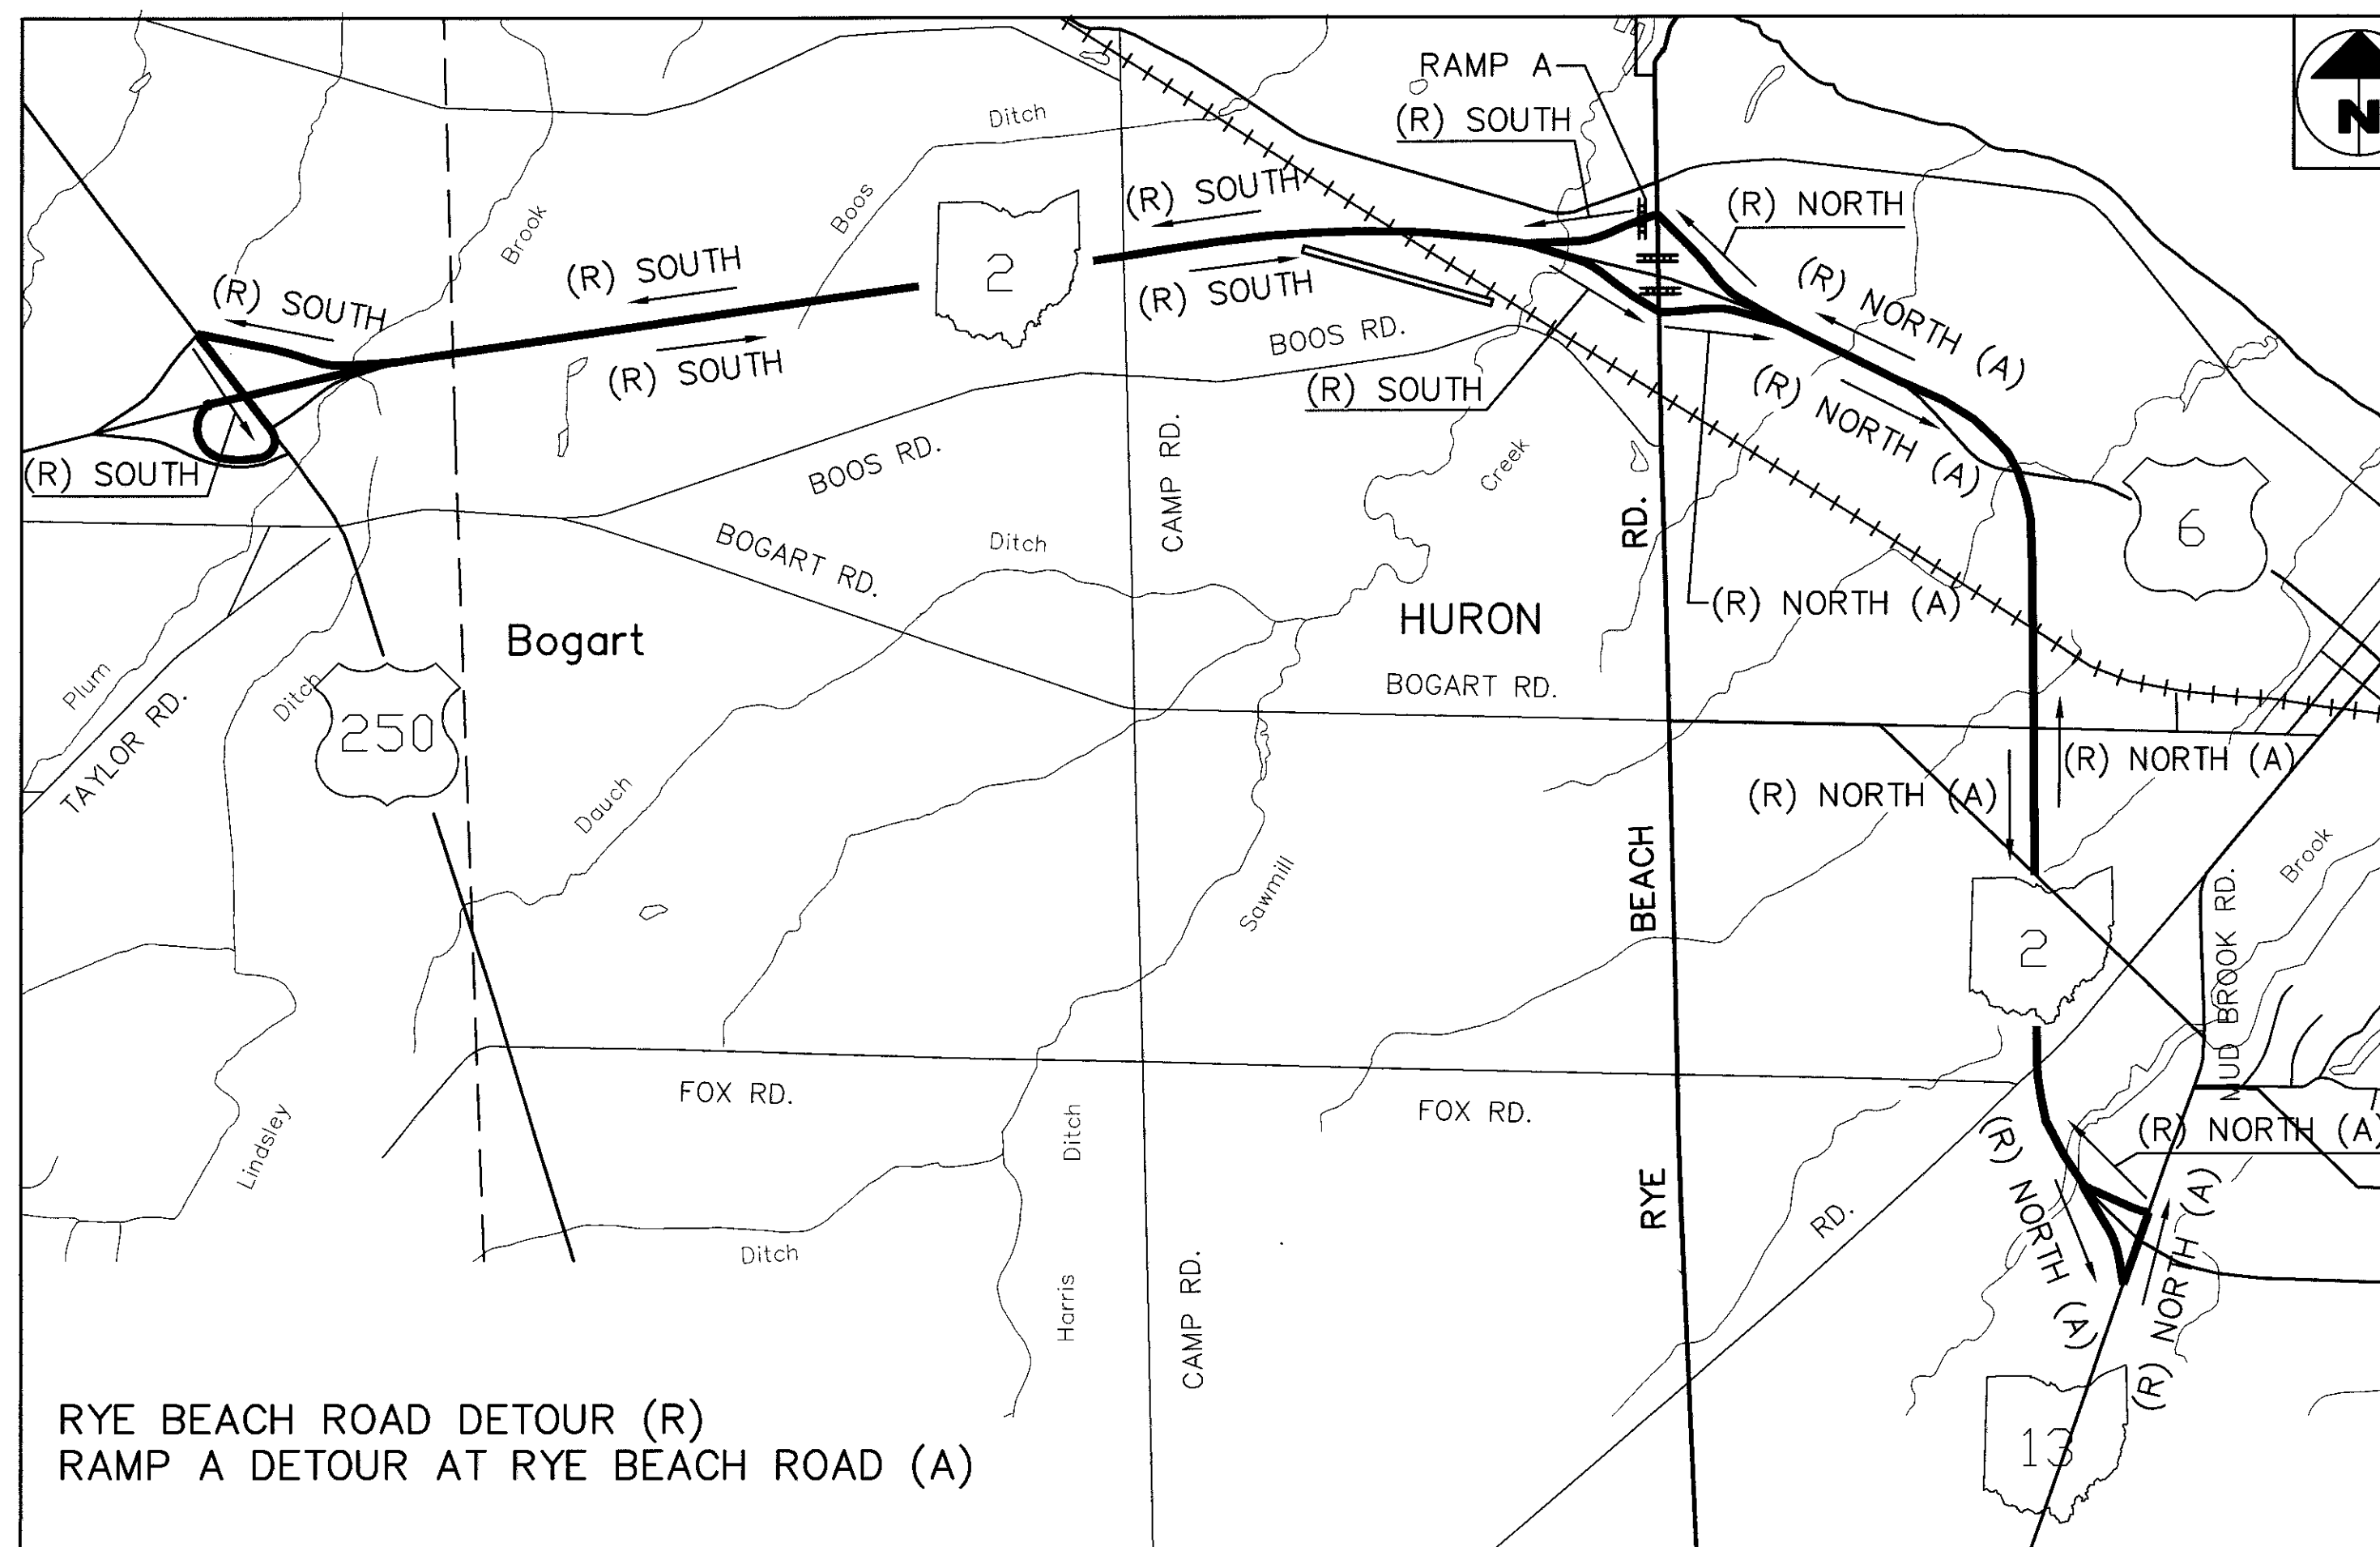 RAMP A
(R) SOUTH
N
Ditch
(R) SOUTH
(R) NORTH
Boos
Brook
2
(R) SOUTH
(R) NORTH (A)
(R) SOUTH
(R) SOUTH
BOOS RD.
(R) SOUTH
(R) SOUTH
(R) NORTH (A)
(R) SOUTH
BOOS RD.
CAMP RD.
Creek
RD.
6
BOGART RD.
Ditch
(R) NORTH (A)
HURON
Bogart
Plum
Ditch
BOGART RD.
TAYLOR RD.
250
(R) NORTH (A)
(R) NORTH (A)
Dauch
Sawmill
BEACH
Brook
2
MUD BROOK RD.
FOX RD.
FOX RD.
Lindsley
Ditch
(R) NORTH (A)
(R) NORTH (A)
(R) NORTH (A)
RYE
RD.
Ditch
Harris
CAMP RD.
13
RYE BEACH ROAD DETOUR (R)
RAMP A DETOUR AT RYE BEACH ROAD (A)